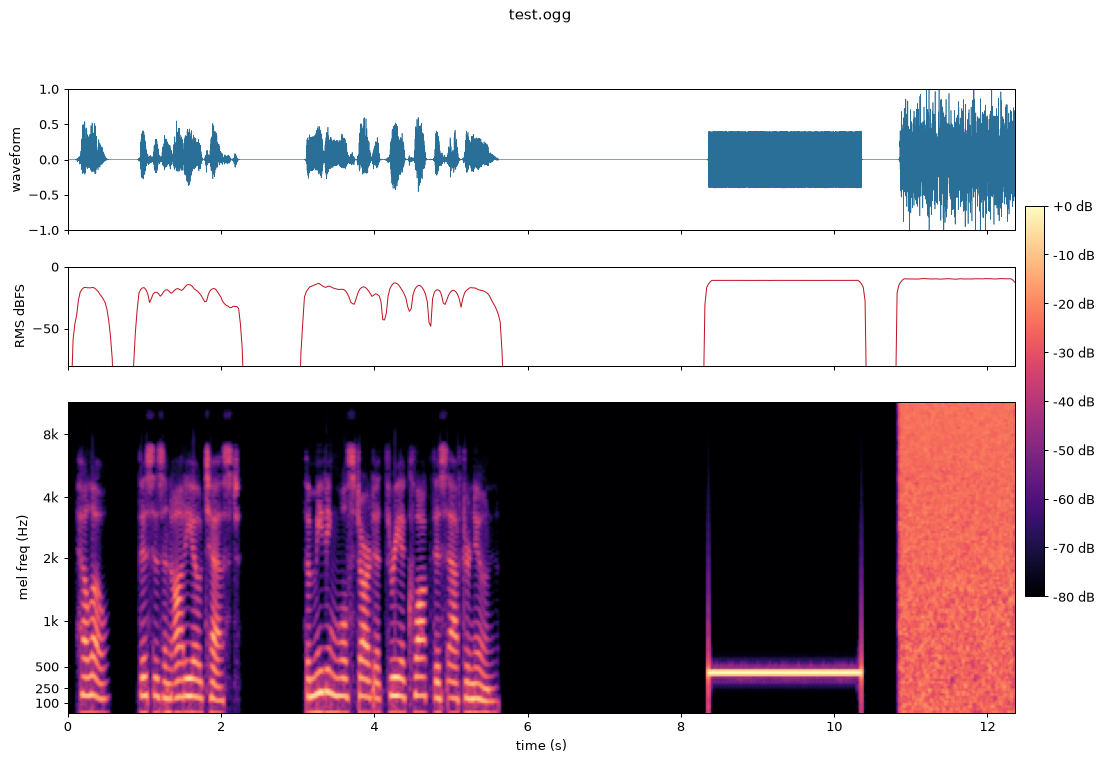 test.ogg
1.0
0.5
0.0
−0.5
−1.0
waveform
0
−50
RMS dBFS
8k
4k
2k
1k
500
250
100
mel freq (Hz)
0 2 4 6 8 10 12
time (s)
+0 dB
-10 dB
-20 dB
-30 dB
-40 dB
-50 dB
-60 dB
-70 dB
-80 dB